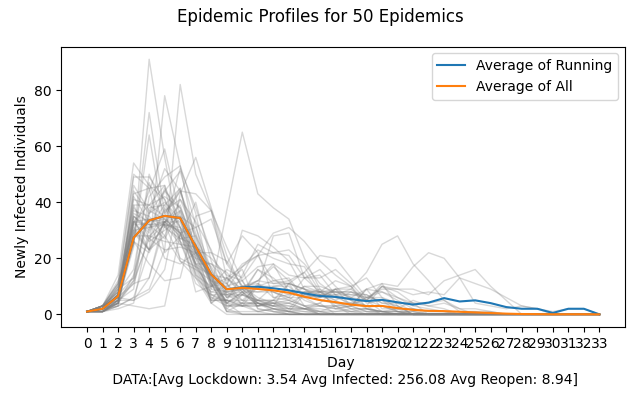 Epidemic Profiles for 50 Epidemics
Average of Running
Average of All
Newly Infected Individuals
80
60
40
20
0
0 1 2 3 4 5 6 7 8 9 10 11 12 13 14 15 16 17 18 19 20 21 22 23 24 25 26 27 28 29 30 31 32 33
Day
DATA:[Avg Lockdown: 3.54 Avg Infected: 256.08 Avg Reopen: 8.94]